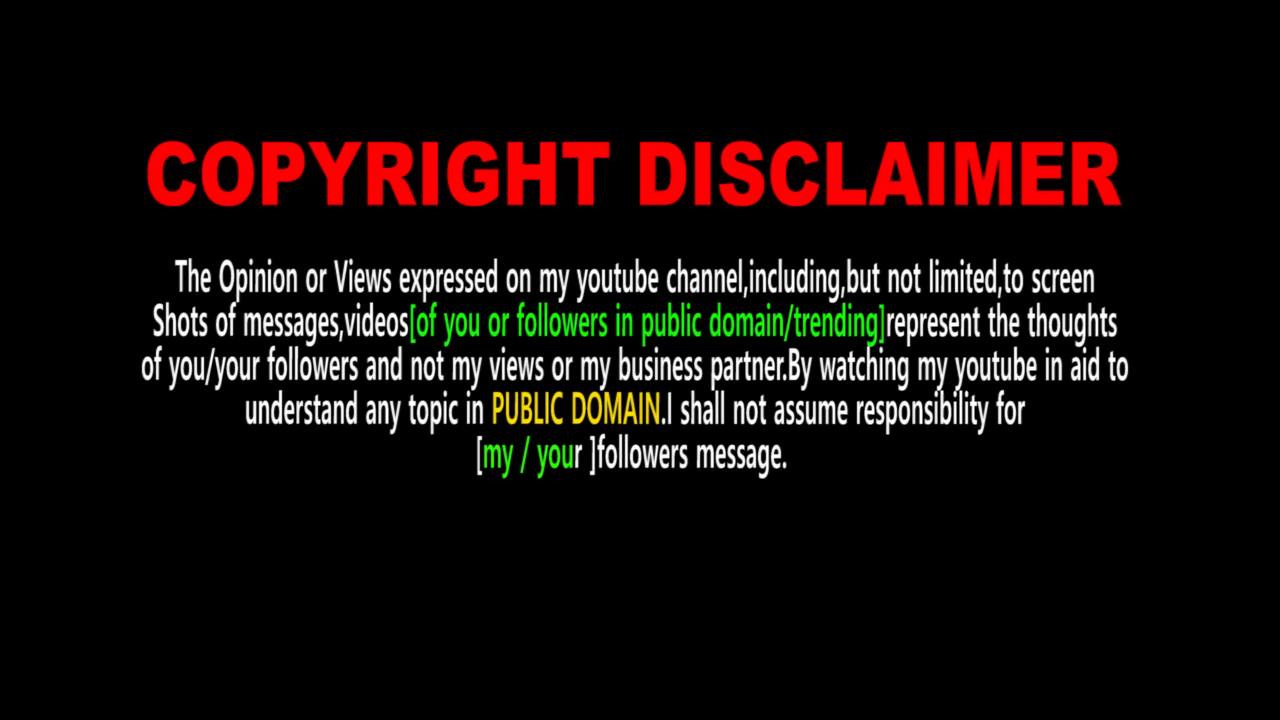 COPYRIGHT DISCLAIMER
The Opinion or Views expressed on my youtube channel,including,but not limited,to screen
Shots of messages,videos[of you or followers in public domain/trending]represent the thoughts
of you/your followers and not my views or my business partner.By watching my youtube in aid to
understand any topic in PUBLIC DOMAIN.I shall not assume responsibility for
[my / your ]followers message.